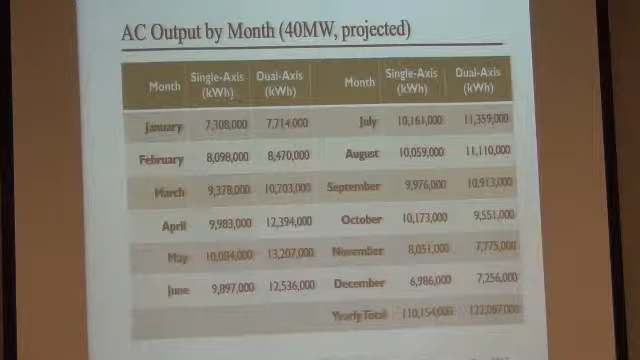 AC Output by Month (40MW, projected)
Month Single-Axis (kWh) Dual-Axis (kWh) Month Single-Axis (kWh) Dual-Axis (kWh)
January 7,308,000 7,714,000 July 10,161,000 11,359,000
February 8,098,000 8,470,000 August 10,059,000 11,110,000
March 9,378,000 10,703,000 September 9,976,000 10,913,000
April 9,983,000 12,394,000 October 10,173,000 9,551,000
May 10,084,000 13,207,000 November 8,051,000 7,775,000
June 9,897,000 12,536,000 December 6,986,000 7,256,000
Yearly Total 110,154,000